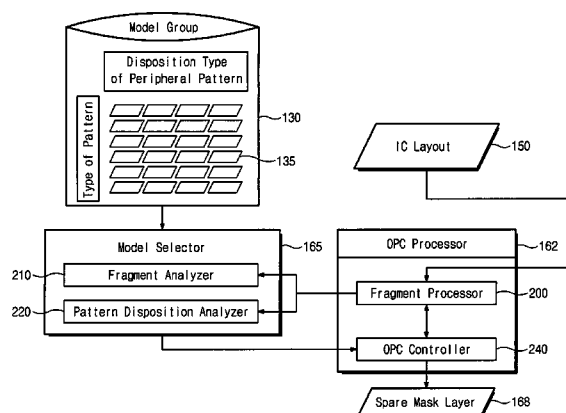 Model Group
Disposition Type
of Peripheral Pattern
Type of Pattern
130
135
IC Layout
150
Model Selector
165
210
Fragment Analyzer
220
Pattern Disposition Analyzer
OPC Processor
162
Fragment Processor
200
OPC Controller
240
Spare Mask Layer
168